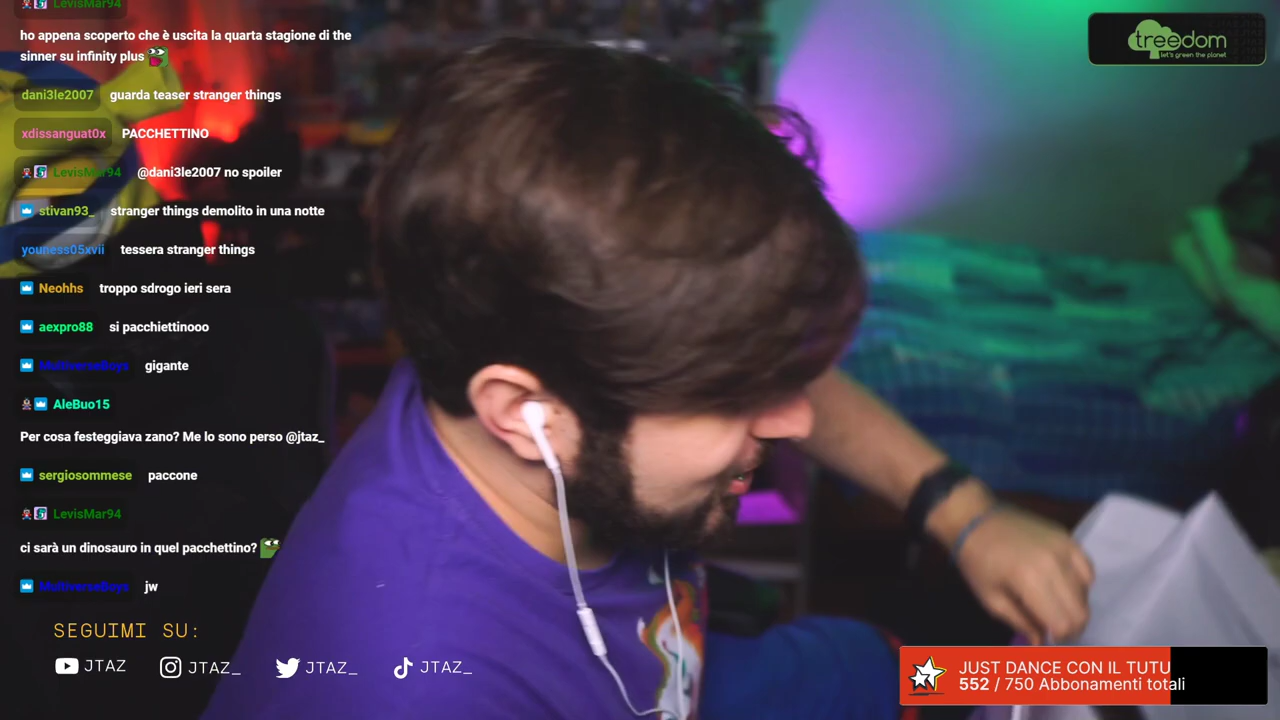 LevisMar94
ho appena scoperto che è uscita la quarta stagione di the
sinner su infinity plus
dani3le2007 guarda teaser stranger things
xdissanguat0x PACCHETTINO
LevisMar94 @dani3le2007 no spoiler
stivan93_ stranger things demolito in una notte
youness05xvii tessera stranger things
Neohhs troppo sdrogo ieri sera
aexpro88 si pacchiettinooo
MultiverseBoys gigante
AleBuo15
Per cosa festeggiava zano? Me lo sono perso @jtaz_
sergiosommese paccone
LevisMar94
ci sarà un dinosauro in quel pacchettino?
MultiverseBoys jw
SEGUIMI SU:
JTAZ JTAZ_ JTAZ_ JTAZ_
treedom
let's green the planet
JUST DANCE CON IL TUTU
552 / 750 Abbonamenti totali